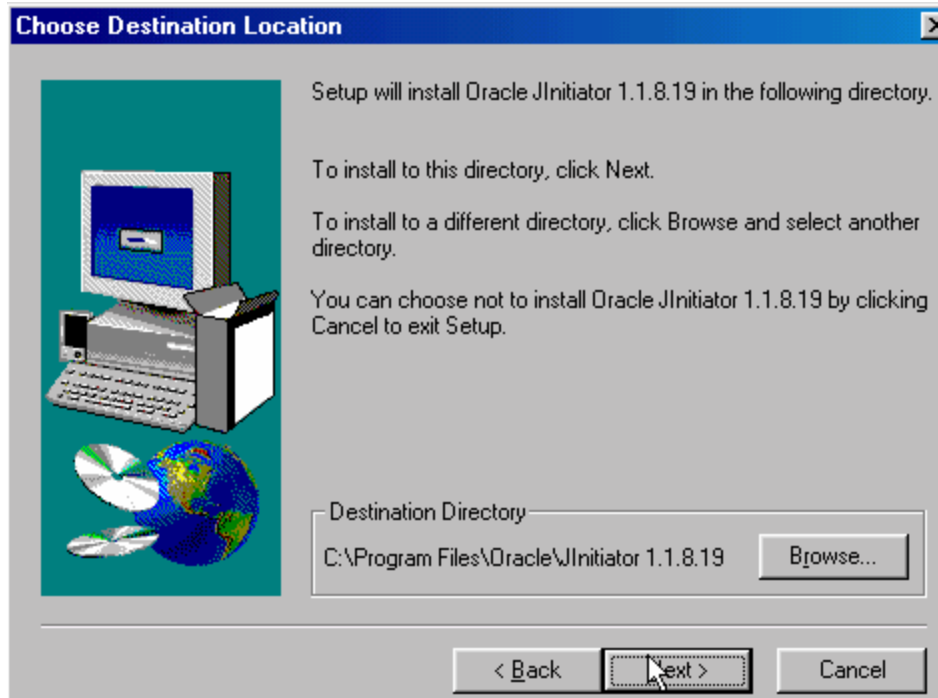 Choose Destination Location
Setup will install Oracle JInitiator 1.1.8.19 in the following directory.
To install to this directory, click Next.
To install to a different directory, click Browse and select another
directory.
You can choose not to install Oracle JInitiator 1.1.8.19 by clicking
Cancel to exit Setup.
Destination Directory
C:\Program Files\Oracle\JInitiator 1.1.8.19
Browse...
< Back
Next >
Cancel